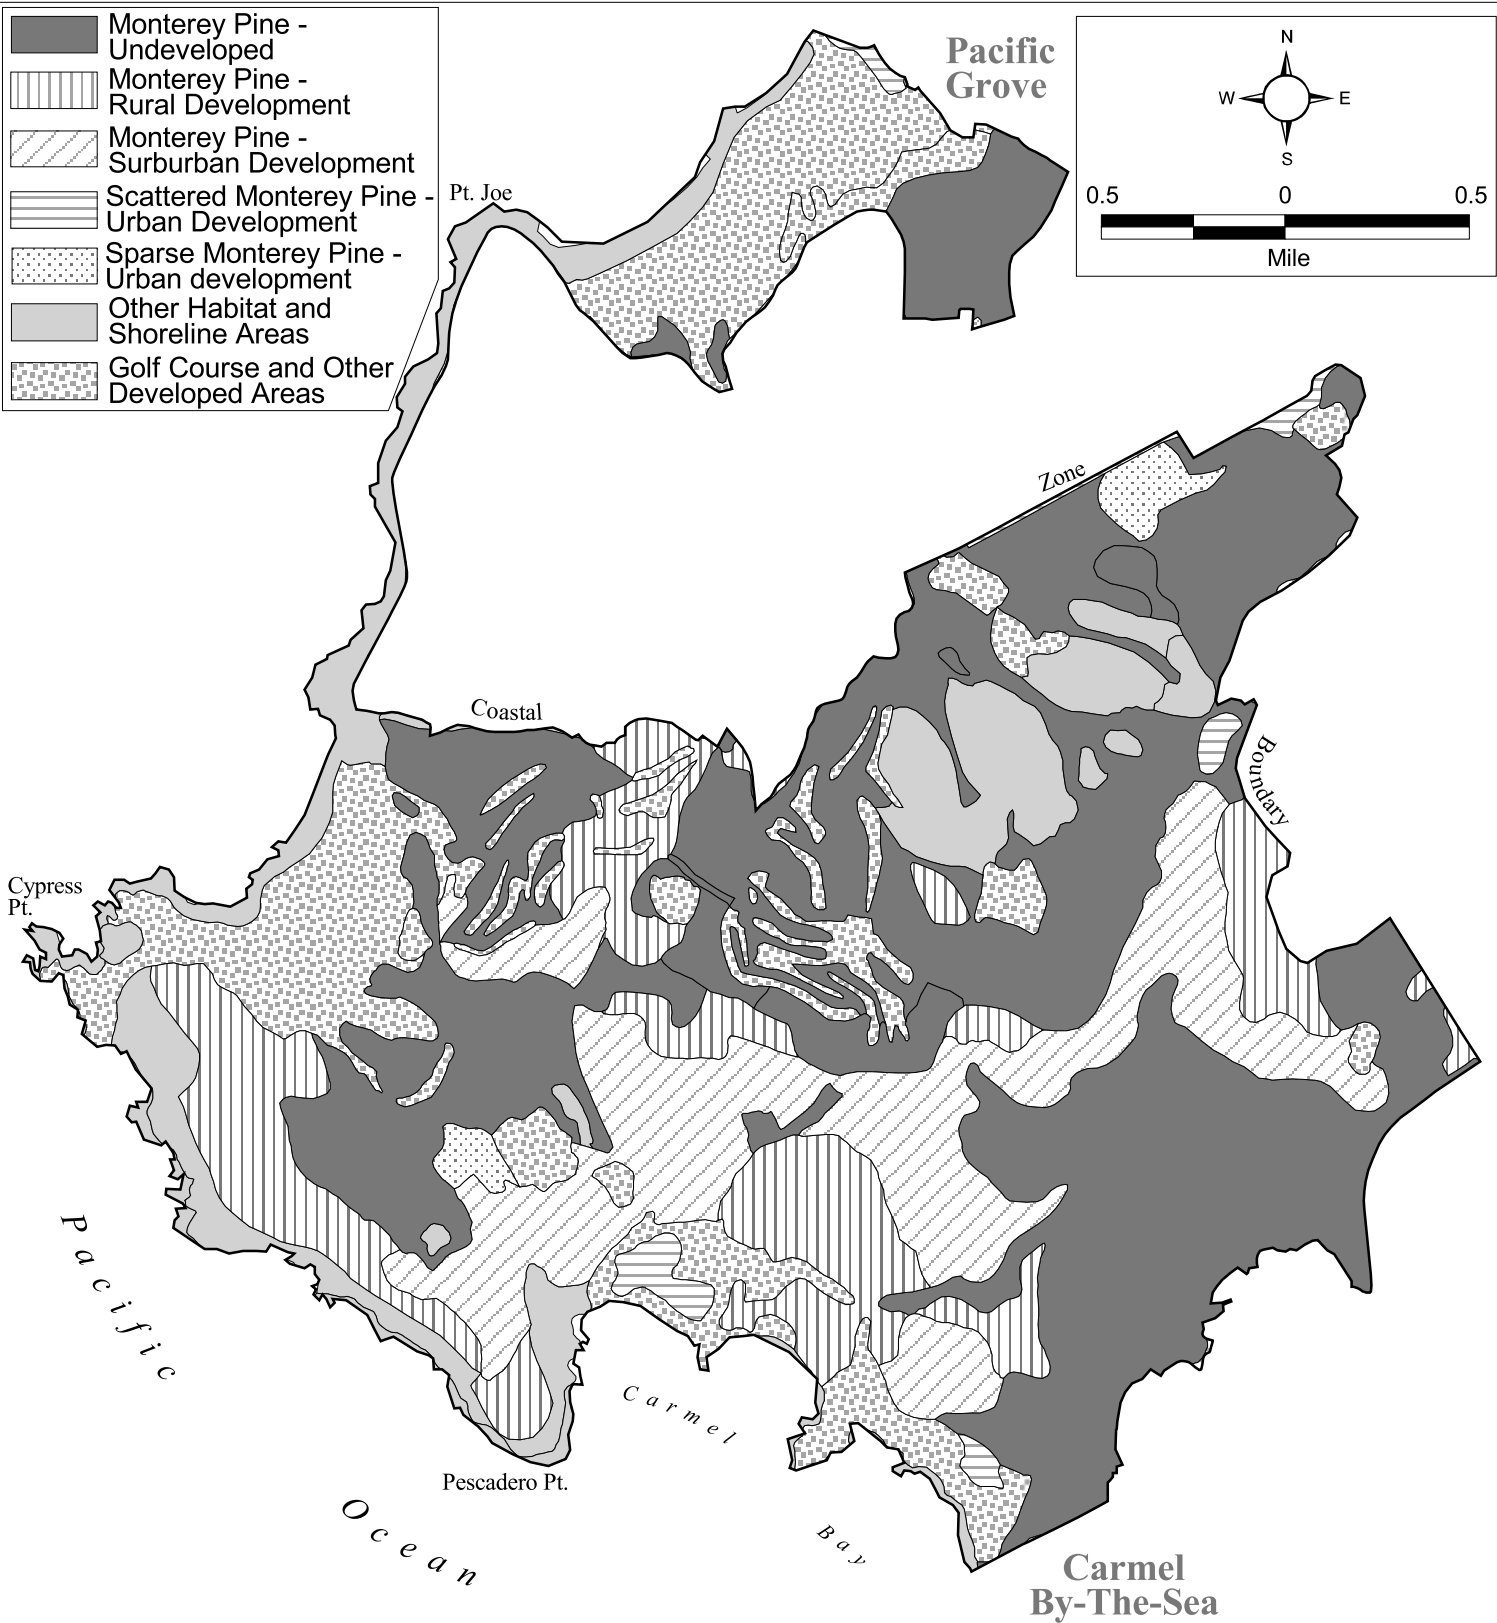 Monterey Pine -
Undeveloped
Monterey Pine -
Rural Development
Monterey Pine -
Surburban Development
Scattered Monterey Pine -
Urban Development
Sparse Monterey Pine -
Urban development
Other Habitat and
Shoreline Areas
Golf Course and Other
Developed Areas
Pacific
Grove
N
W E
S
0.5 0 0.5
Mile
Pt. Joe
Zone
Coastal
Boundary
Cypress
Pt.
Pacific
Ocean
Carmel
Bay
Pescadero Pt.
Carmel
By-The-Sea